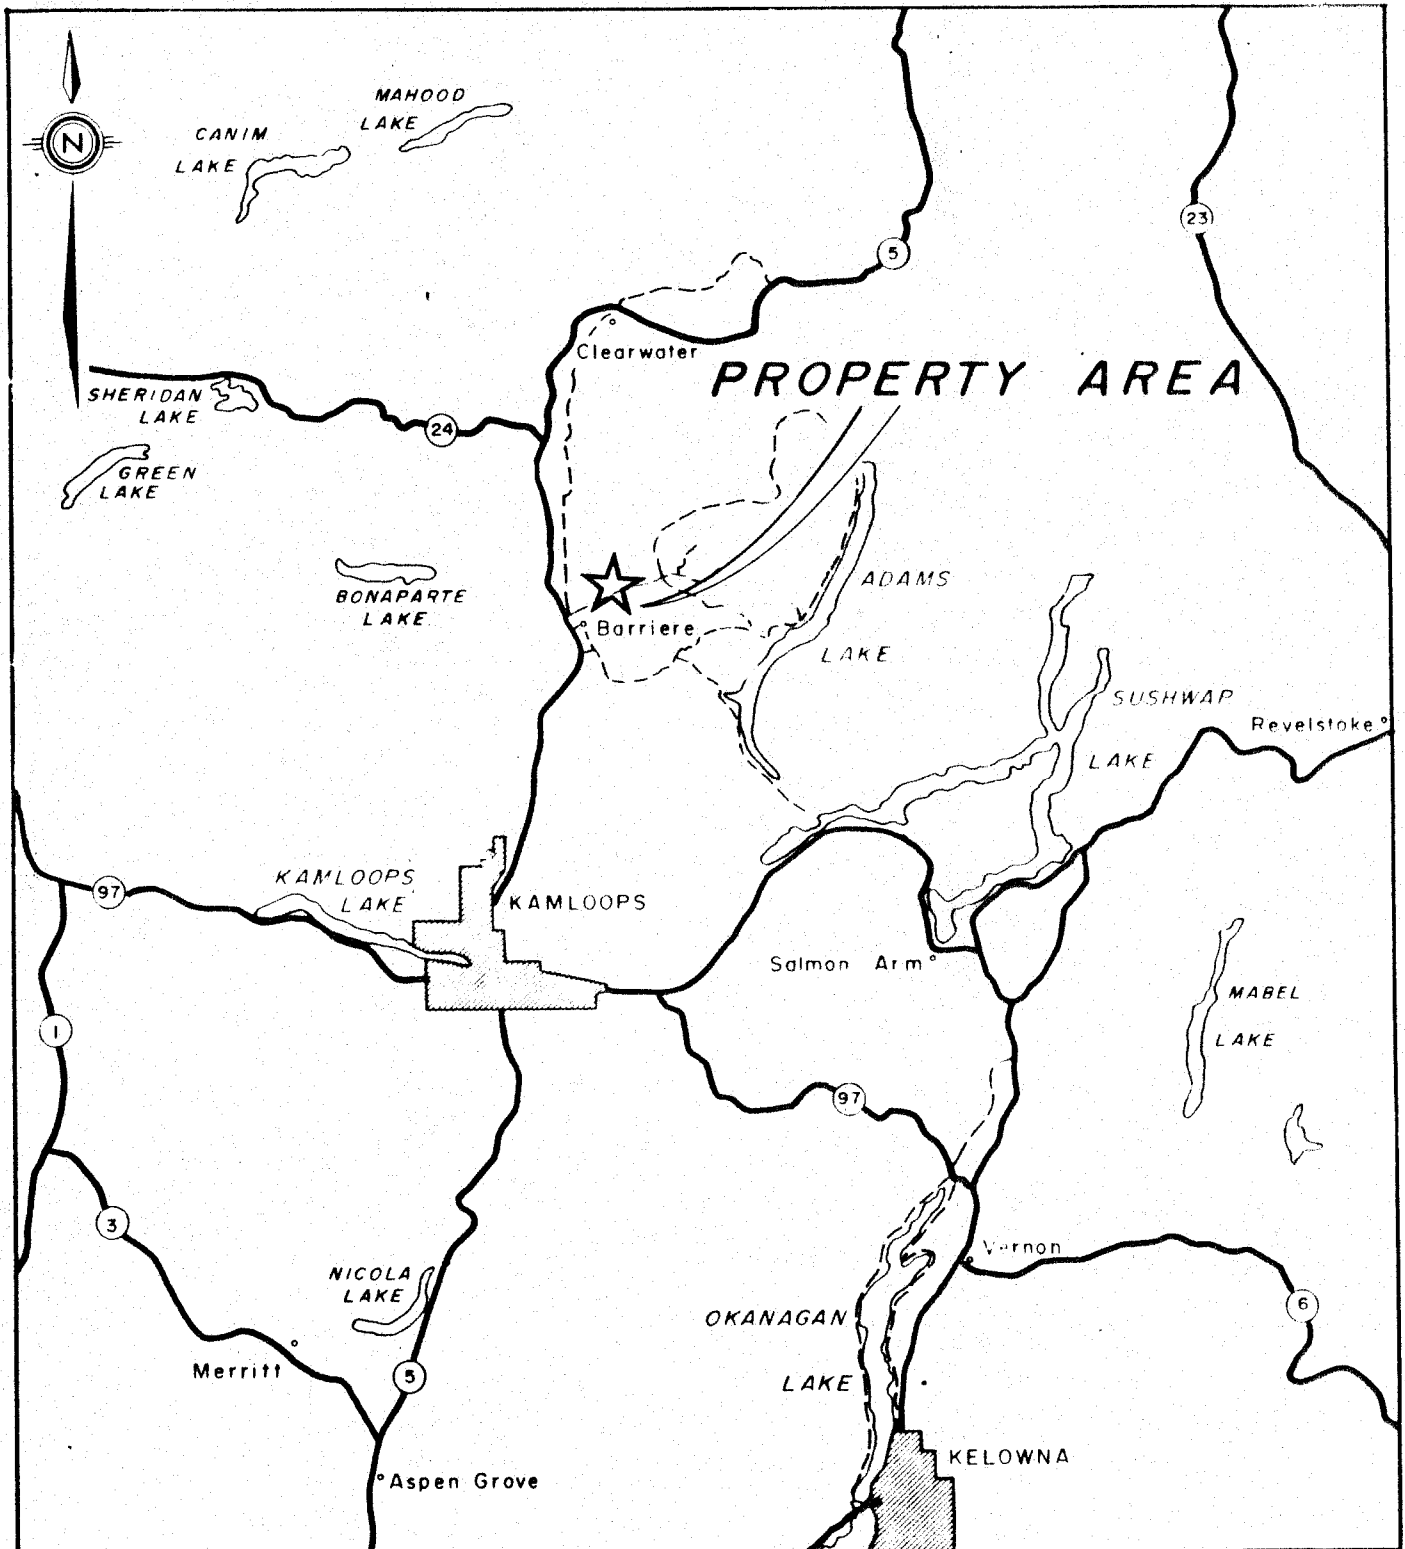 MAHOOD
LAKE
CANIM
LAKE
N
23
5
Clearwater
PROPERTY AREA
SHERIDAN
LAKE
24
GREEN
LAKE
BONAPARTE
LAKE
ADAMS
LAKE
Barriere
SUSHWAP
LAKE
Revelstoke
KAMLOOPS
LAKE
97
KAMLOOPS
Salmon Arm
MABEL
LAKE
1
97
3
Vernon
NICOLA
LAKE
OKANAGAN
LAKE
6
Merritt
5
KELOWNA
Aspen Grove